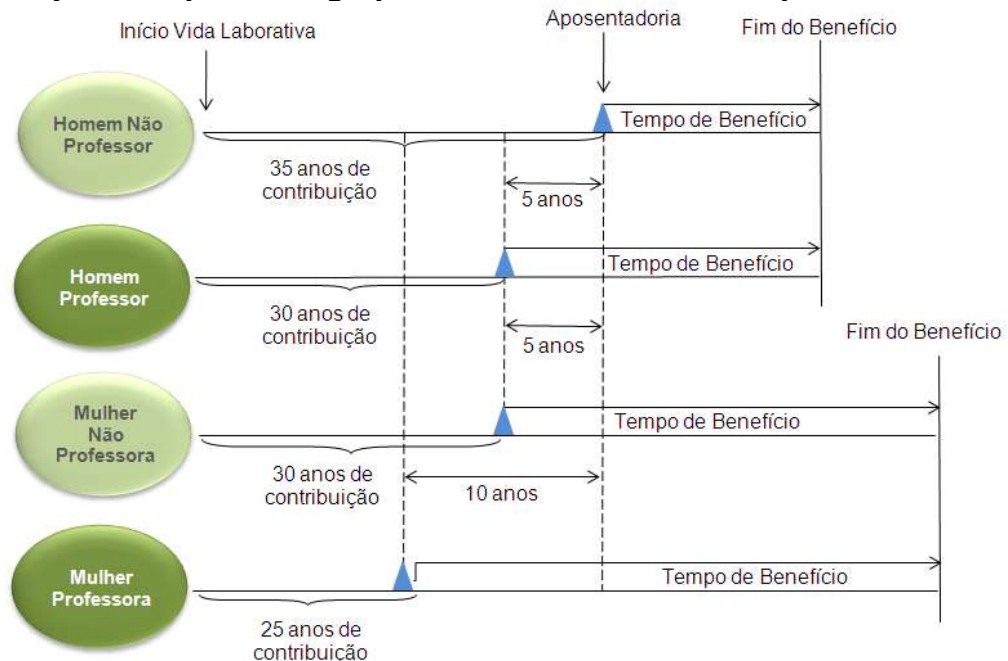 Início Vida Laborativa
Aposentadoria
Fim do Benefício
Homem Não
Professor
Tempo de Benefício
35 anos de
contribuição
5 anos
Homem
Professor
Tempo de Benefício
30 anos de
contribuição
5 anos
Fim do Benefício
Mulher
Não
Professora
Tempo de Benefício
30 anos de
contribuição
10 anos
Mulher
Professora
Tempo de Benefício
25 anos de
contribuição